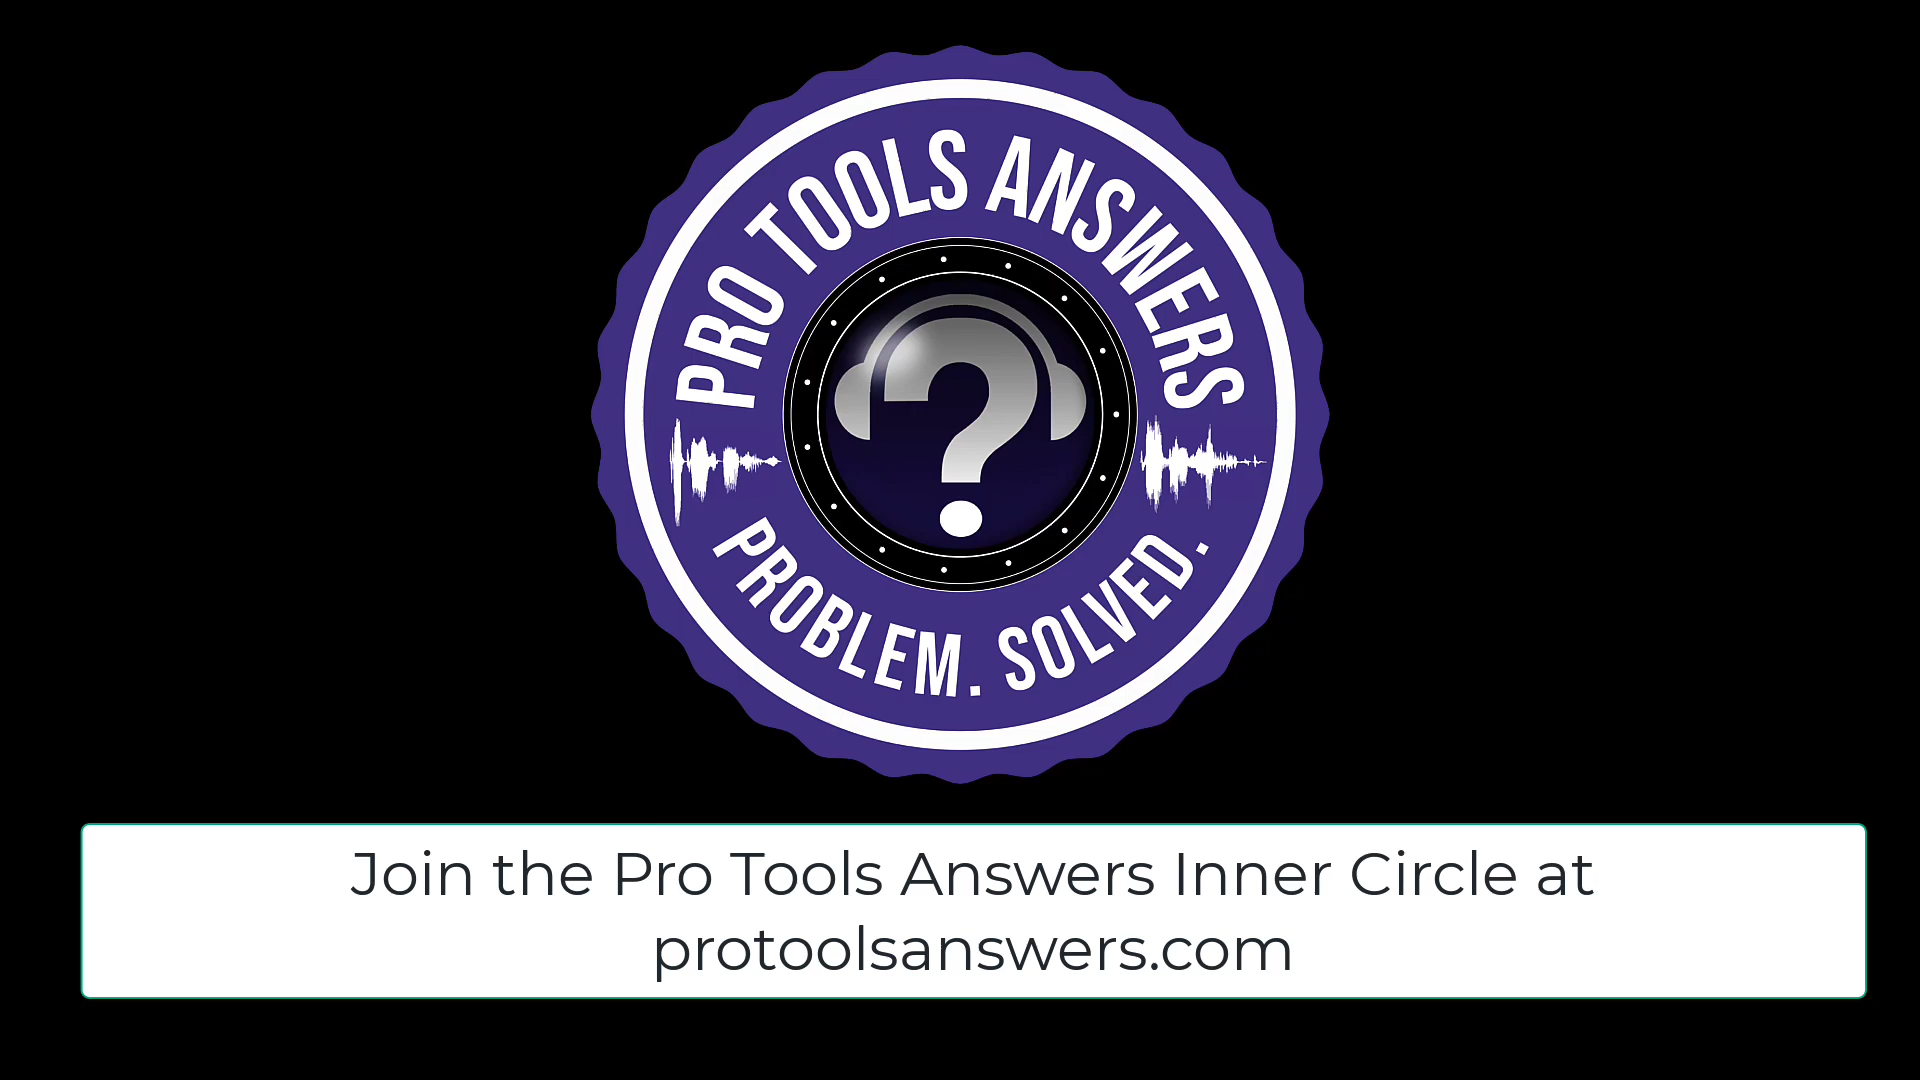 PRO TOOLS ANSWERS
?
PROBLEM. SOLVED.
Join the Pro Tools Answers Inner Circle at
protoolsanswers.com